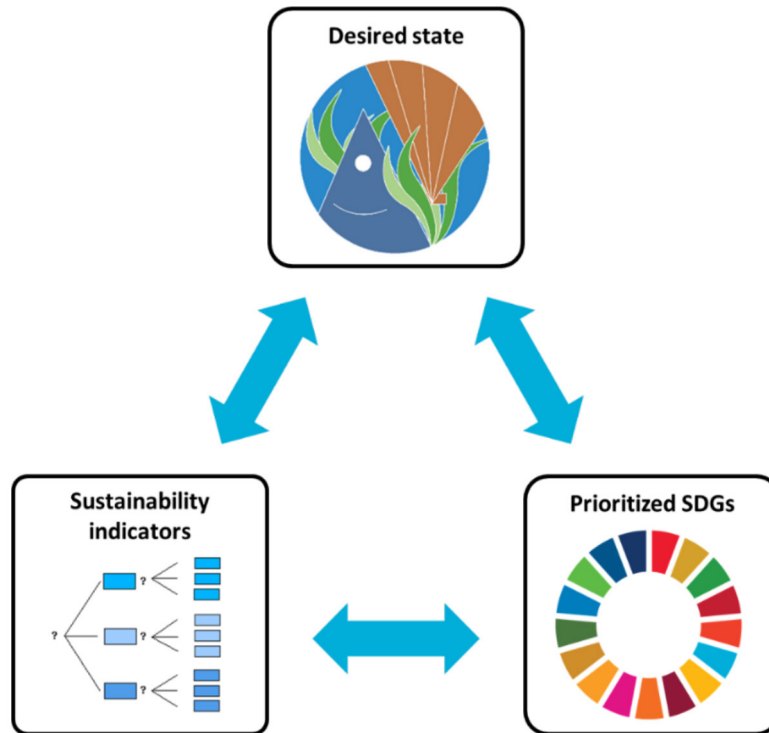 Desired state
Sustainability
indicators
?
?
?
?
Prioritized SDGs